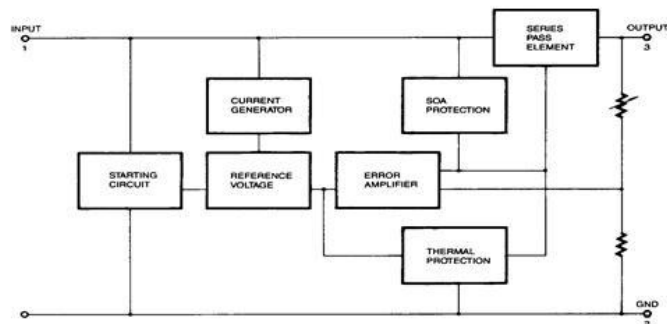 INPUT
1
SERIES
PASS
ELEMENT
OUTPUT
3
CURRENT
GENERATOR
SOA
PROTECTION
STARTING
CIRCUIT
REFERENCE
VOLTAGE
ERROR
AMPLIFIER
THERMAL
PROTECTION
GND